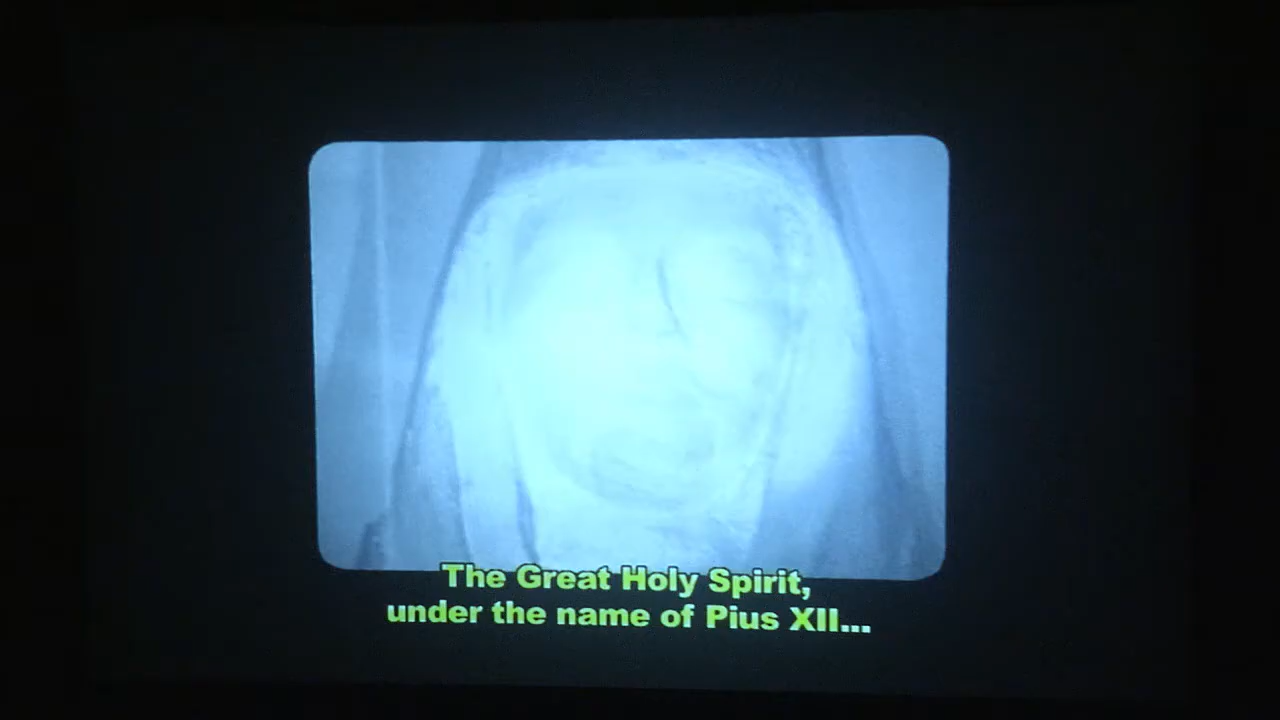 The Great Holy Spirit,
under the name of Pius XII...